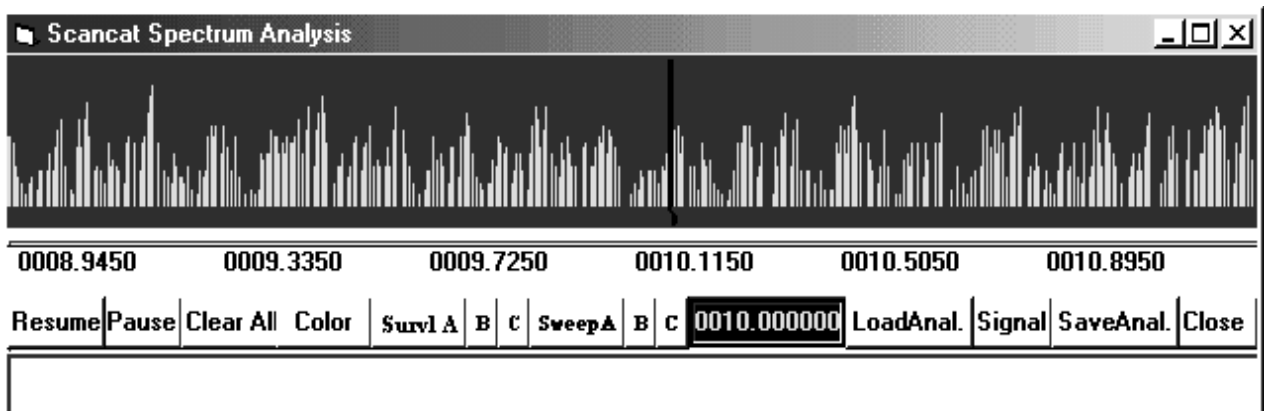 Scancat Spectrum Analysis
0008.9450 0009.3350 0009.7250 0010.1150 0010.5050 0010.8950
Resume Pause Clear All Color Survl A B C SweepA B C 0010.000000 LoadAnal. Signal SaveAnal. Close